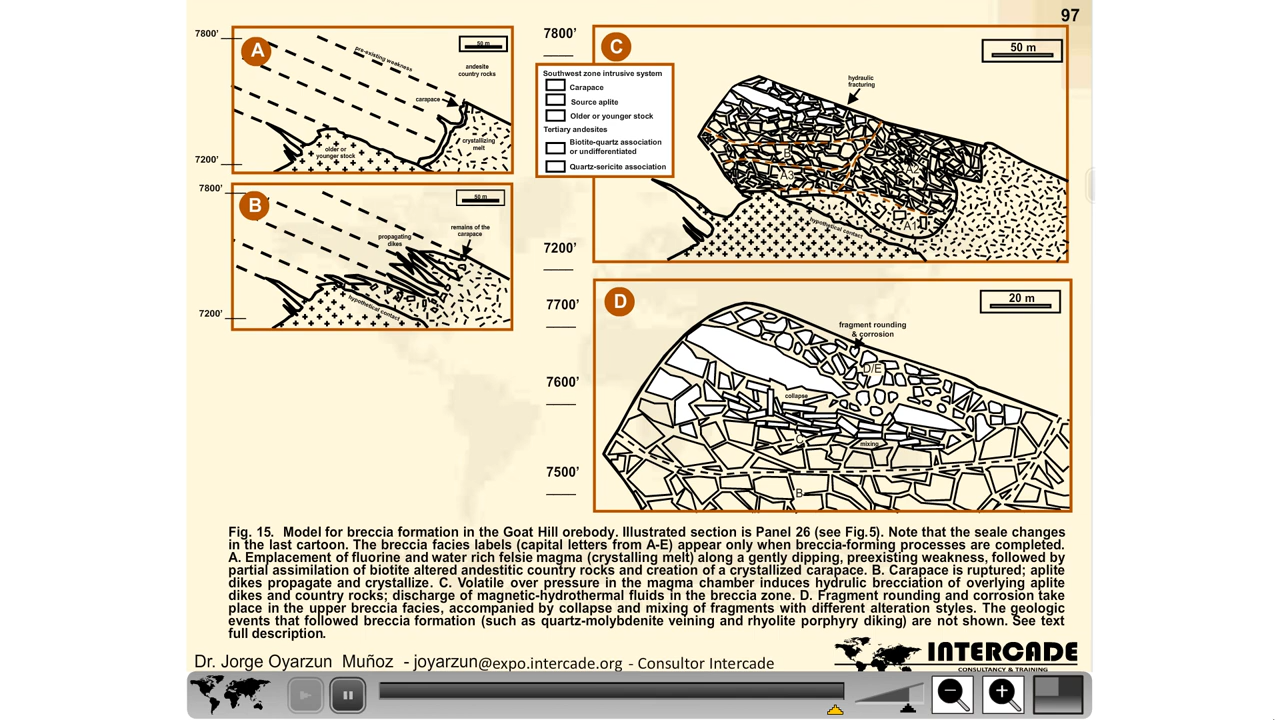 97
7800'
A
pre-existing weakness
50 m
andesite
country rocks
carapace
older or
younger stock
crystallizing
melt
7200'
7800'
B
50 m
remains of the
carapace
propagating
dikes
hypothetical contact
7200'
7800'
Southwest zone intrusive system
Carapace
Source aplite
Older or younger stock
Tertiary andesites
Biotite-quartz association
or undifferentiated
Quartz-sericite association
7200'
C
50 m
hydraulic
fracturing
B
A3
A2
A1
hypothetical contact
7700'
7600'
7500'
D
20 m
fragment rounding
& corrosion
D/E
collapse
C
mixing
B
Fig. 15. Model for breccia formation in the Goat Hill orebody. Illustrated section is Panel 26 (see Fig.5). Note that the seale changes
in the last cartoon. The breccia facies labels (capital letters from A-E) appear only when breccia-forming processes are completed.
A. Emplacement of fluorine and water rich felsie magma (crystalling melt) along a gently dipping, preexisting weakness, followed by
partial assimilation of biotite altered andestitic country rocks and creation of a crystallized carapace. B. Carapace is ruptured; aplite
dikes propagate and crystallize. C. Volatile over pressure in the magma chamber induces hydrulic brecciation of overlying aplite
dikes and country rocks; discharge of magnetic-hydrothermal fluids in the breccia zone. D. Fragment rounding and corrosion take
place in the upper breccia facies, accompanied by collapse and mixing of fragments with different alteration styles. The geologic
events that followed breccia formation (such as quartz-molybdenite veining and rhyolite porphyry diking) are not shown. See text
full description.
Dr. Jorge Oyarzun Muñoz - joyarzun@expo.intercade.org - Consultor Intercade
INTERCADE
CONSULTANCY & TRAINING